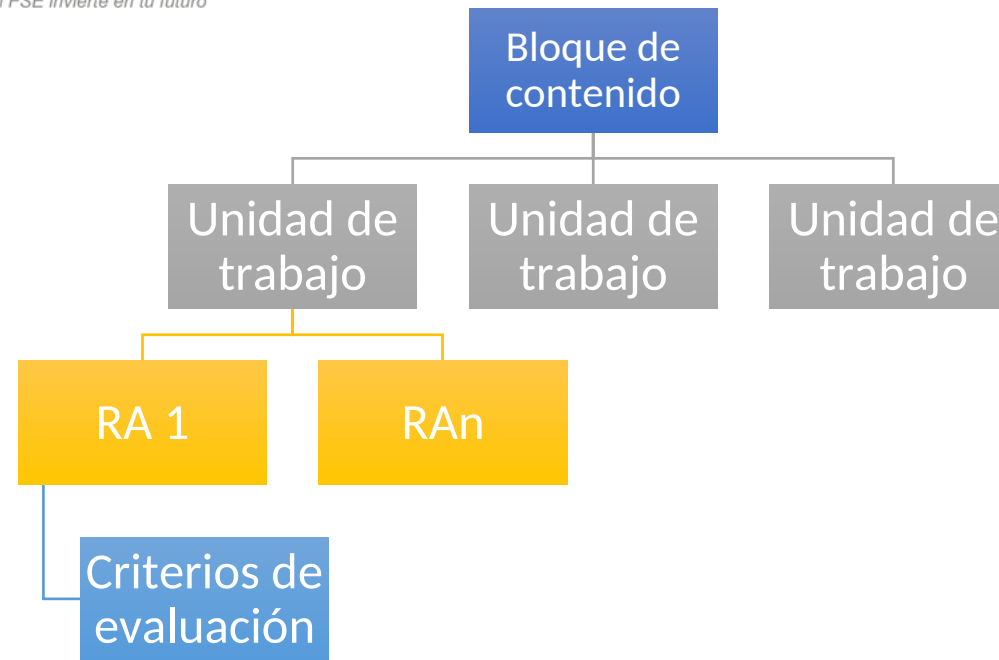 FSE invierte en tu futuro
Bloque de
contenido
Unidad de
trabajo
Unidad de
trabajo
Unidad de
trabajo
RA 1
RAn
Criterios de
evaluación